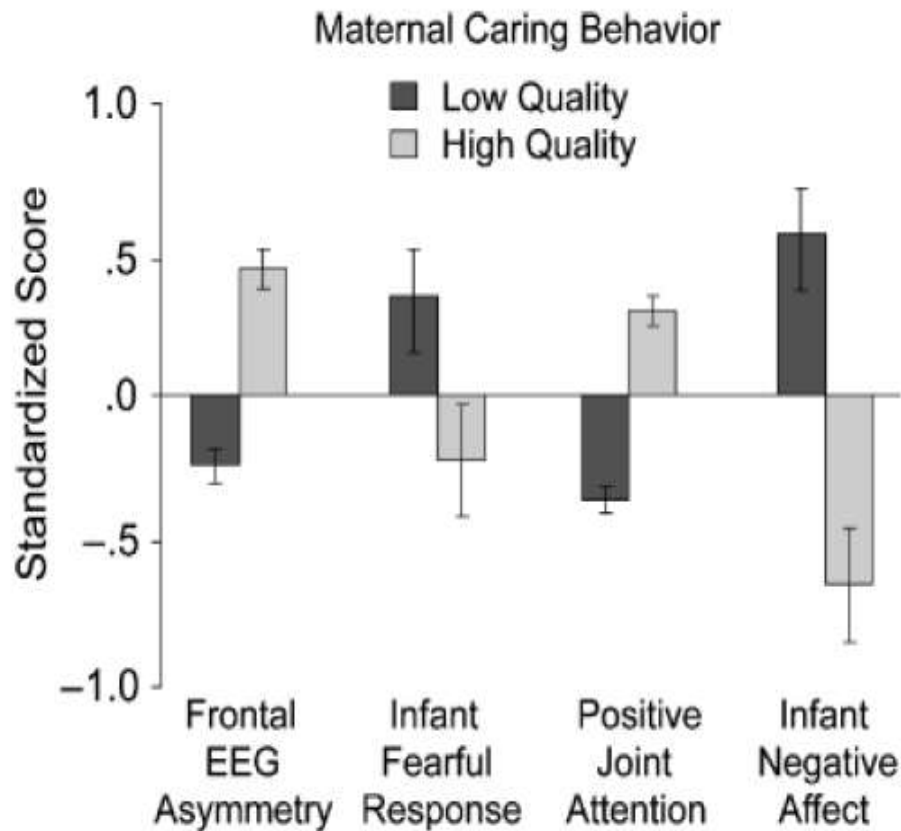 Maternal Caring Behavior
Low Quality
High Quality
Standardized Score
1.0
.5
.0
–.5
–1.0
Frontal
EEG
Asymmetry
Infant
Fearful
Response
Positive
Joint
Attention
Infant
Negative
Affect